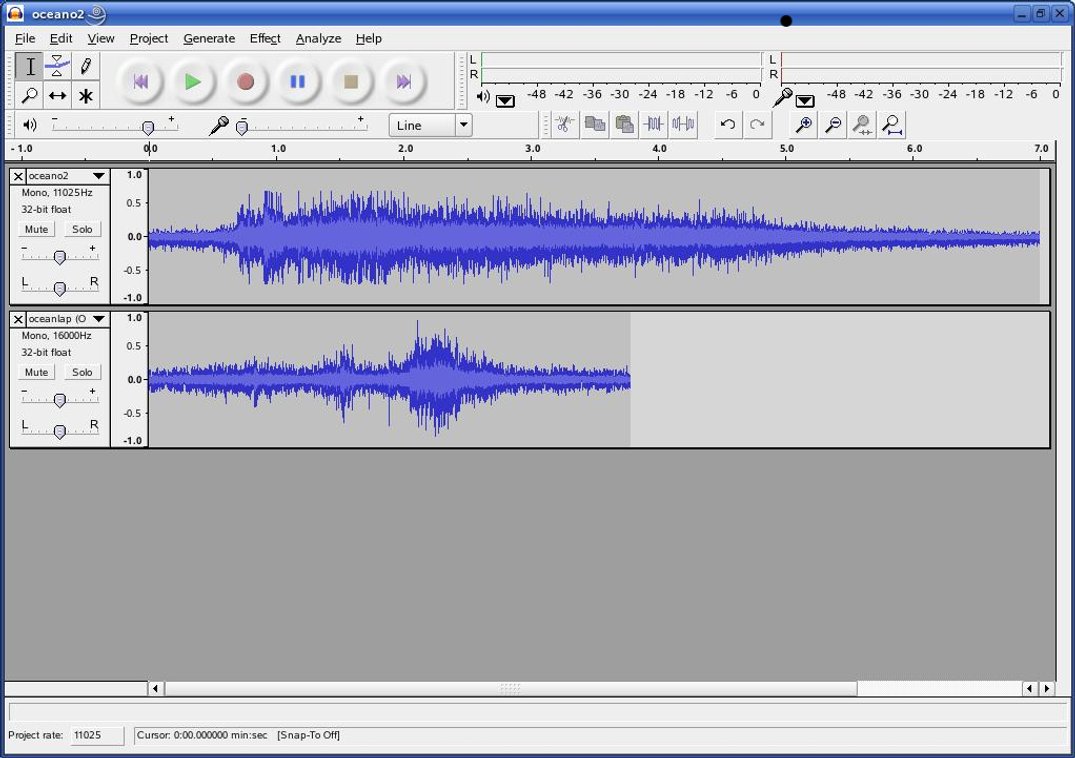 oceano2
File Edit View Project Generate Effect Analyze Help
L
R
-48 -42 -36 -30 -24 -18 -12 -6 0
L
R
-48 -42 -36 -30 -24 -18 -12 -6 0
- + - + Line
-1.0 0.0 1.0 2.0 3.0 4.0 5.0 6.0 7.0
oceano2
Mono, 11025Hz
32-bit float
Mute Solo
- +
L R
1.0
0.5
0.0
-0.5
-1.0
oceanlap (O
Mono, 16000Hz
32-bit float
Mute Solo
- +
L R
1.0
0.5
0.0
-0.5
-1.0
Project rate: 11025 Cursor: 0:00.000000 min:sec [Snap-To Off]